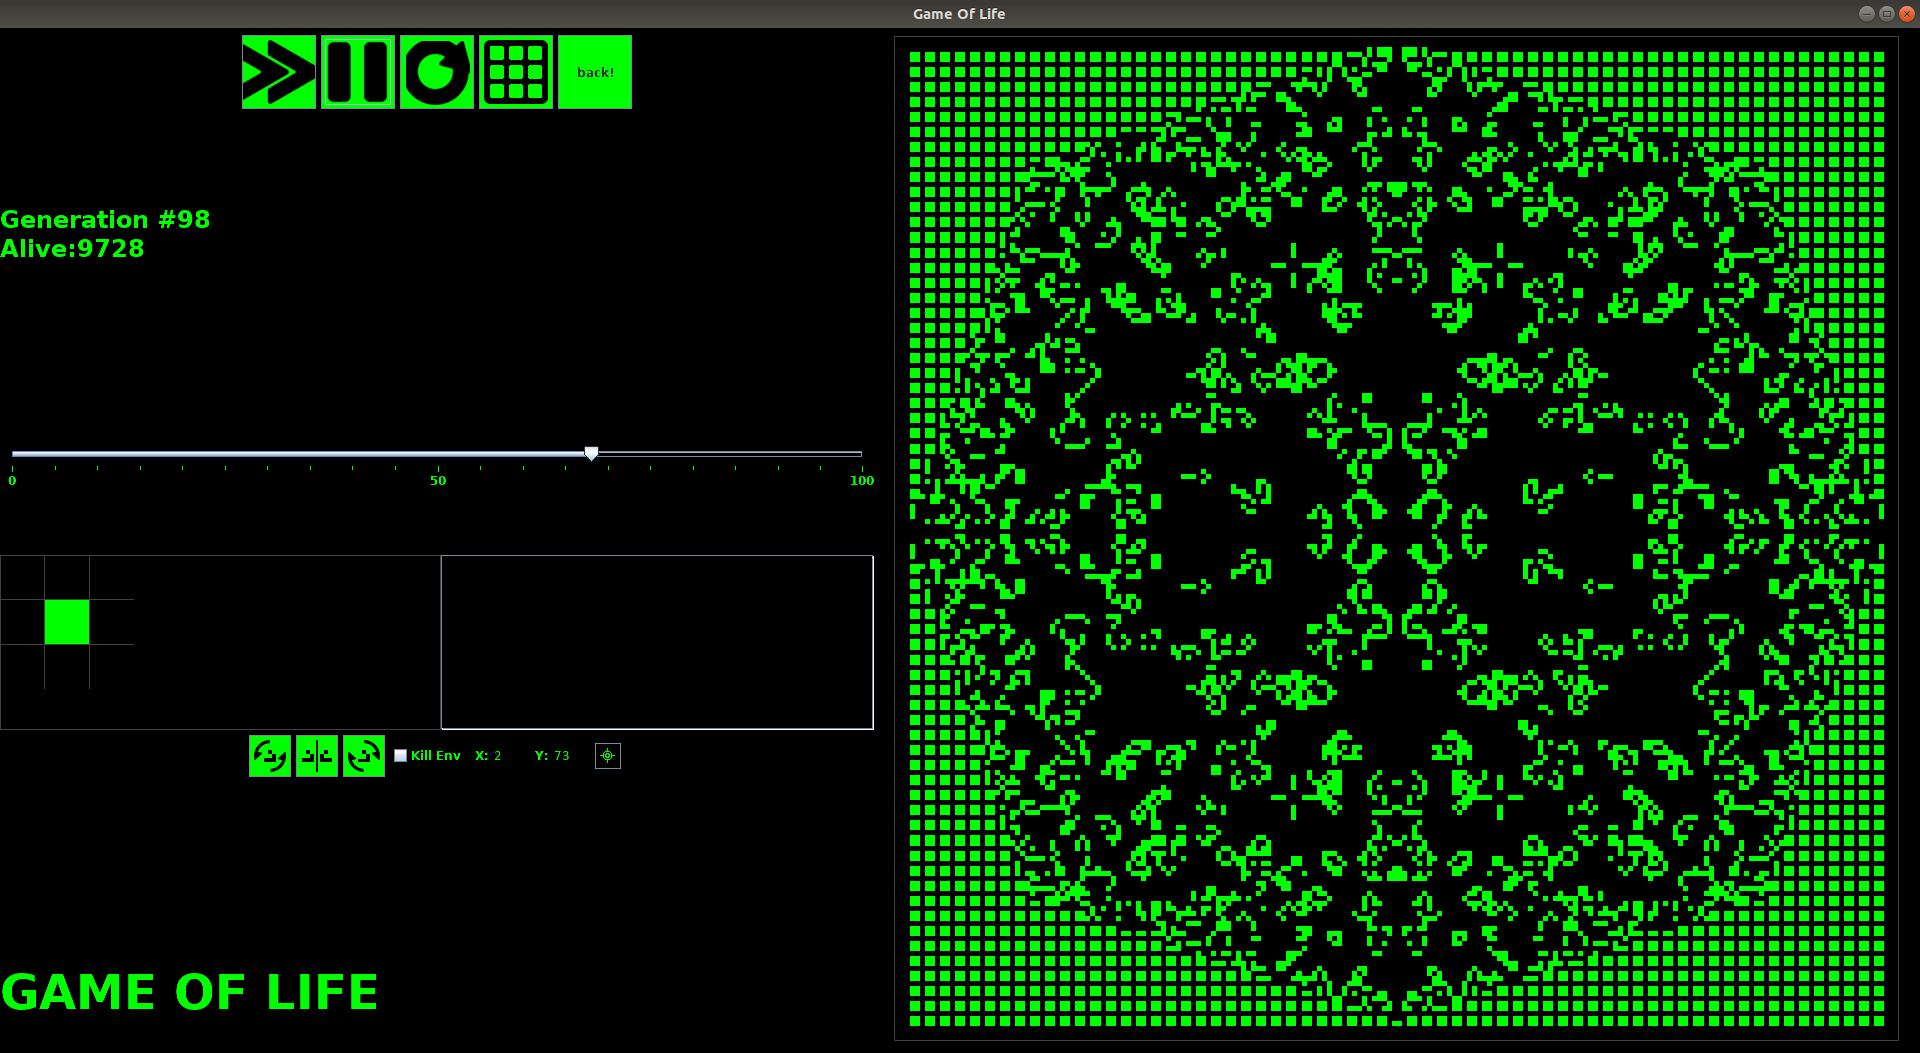 Game Of Life
back!
Generation #98
Alive:9728
0 50 100
Kill Env X: 2 Y: 73
GAME OF LIFE